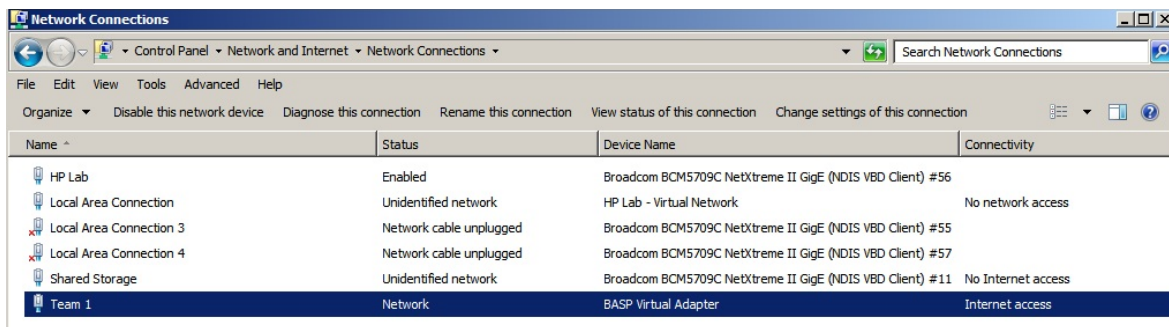 Network Connections
Control Panel Network and Internet Network Connections Search Network Connections
File Edit View Tools Advanced Help
Organize Disable this network device Diagnose this connection Rename this connection View status of this connection Change settings of this connection
Name Status Device Name Connectivity
HP Lab Enabled Broadcom BCM5709C NetXtreme II GigE (NDIS VBD Client) #56
Local Area Connection Unidentified network HP Lab - Virtual Network No network access
Local Area Connection 3 Network cable unplugged Broadcom BCM5709C NetXtreme II GigE (NDIS VBD Client) #55
Local Area Connection 4 Network cable unplugged Broadcom BCM5709C NetXtreme II GigE (NDIS VBD Client) #57
Shared Storage Unidentified network Broadcom BCM5709C NetXtreme II GigE (NDIS VBD Client) #11 No Internet access
Team 1 Network BASP Virtual Adapter Internet access